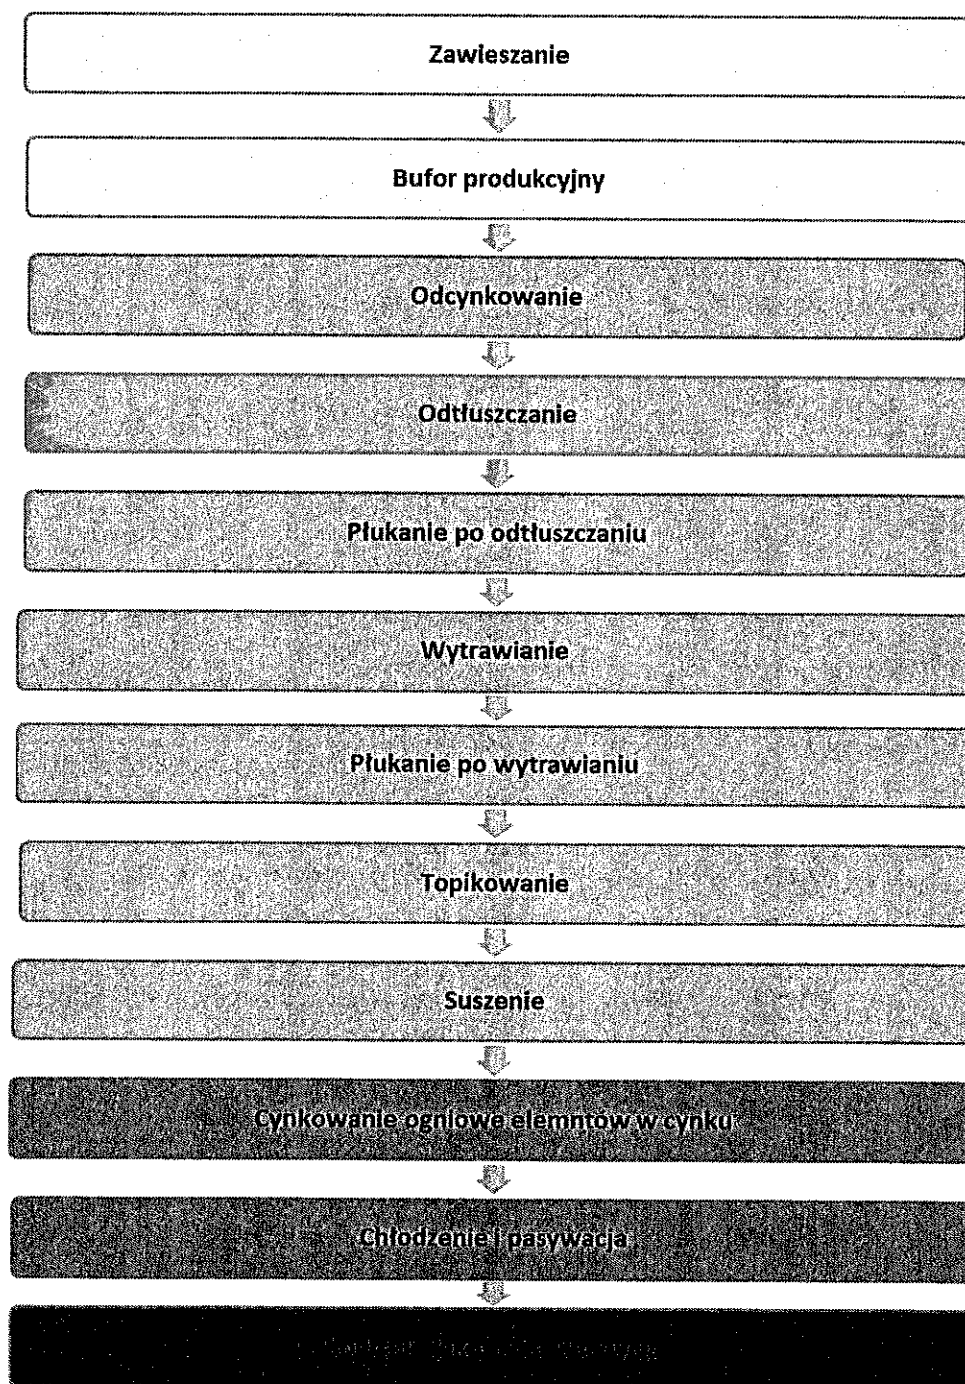 Zawieszanie
Bufor produkcyjny
Odcynkowanie
Odtłuszczanie
Płukanie po odtłuszczaniu
Wytrawianie
Płukanie po wytrawianiu
Topikowanie
Suszenie
Cynkowanie ogniowe elemntów w cynku
Chłodzenie i pasywacja